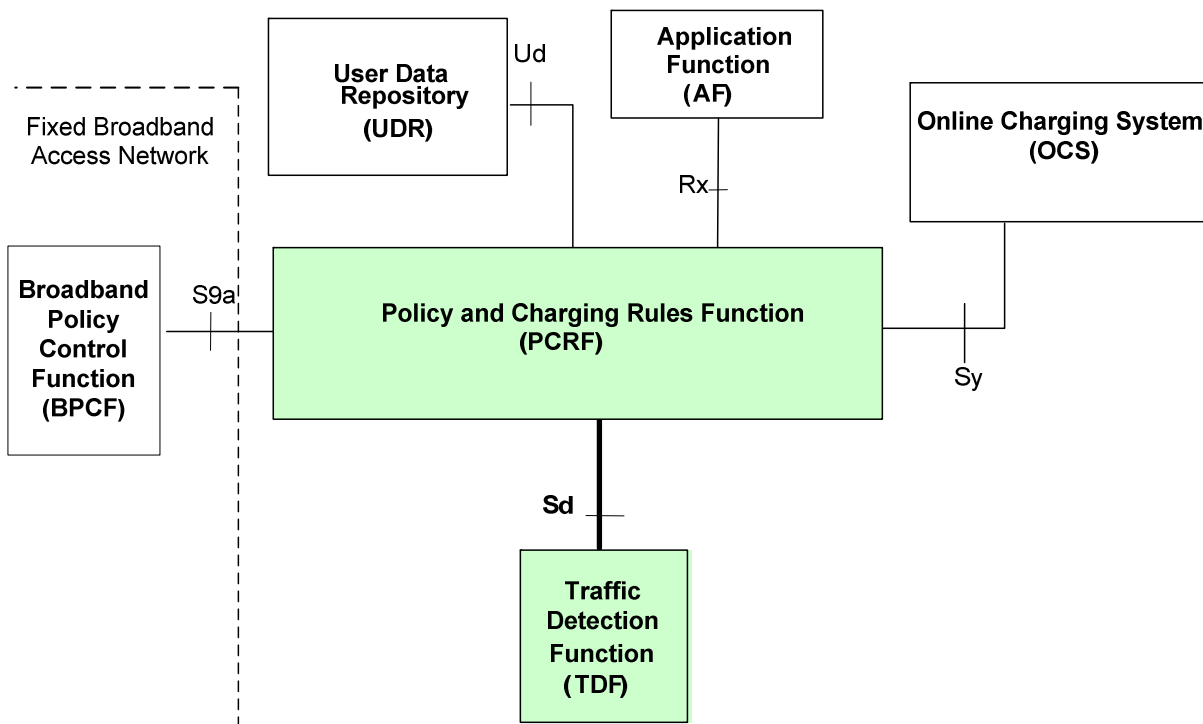 Ud
User Data
Repository
(UDR)
Application
Function
(AF)
Online Charging System
(OCS)
Fixed Broadband
Access Network
Rx
Broadband
Policy
Control
Function
(BPCF)
S9a
Policy and Charging Rules Function
(PCRF)
Sy
Sd
Traffic
Detection
Function
(TDF)